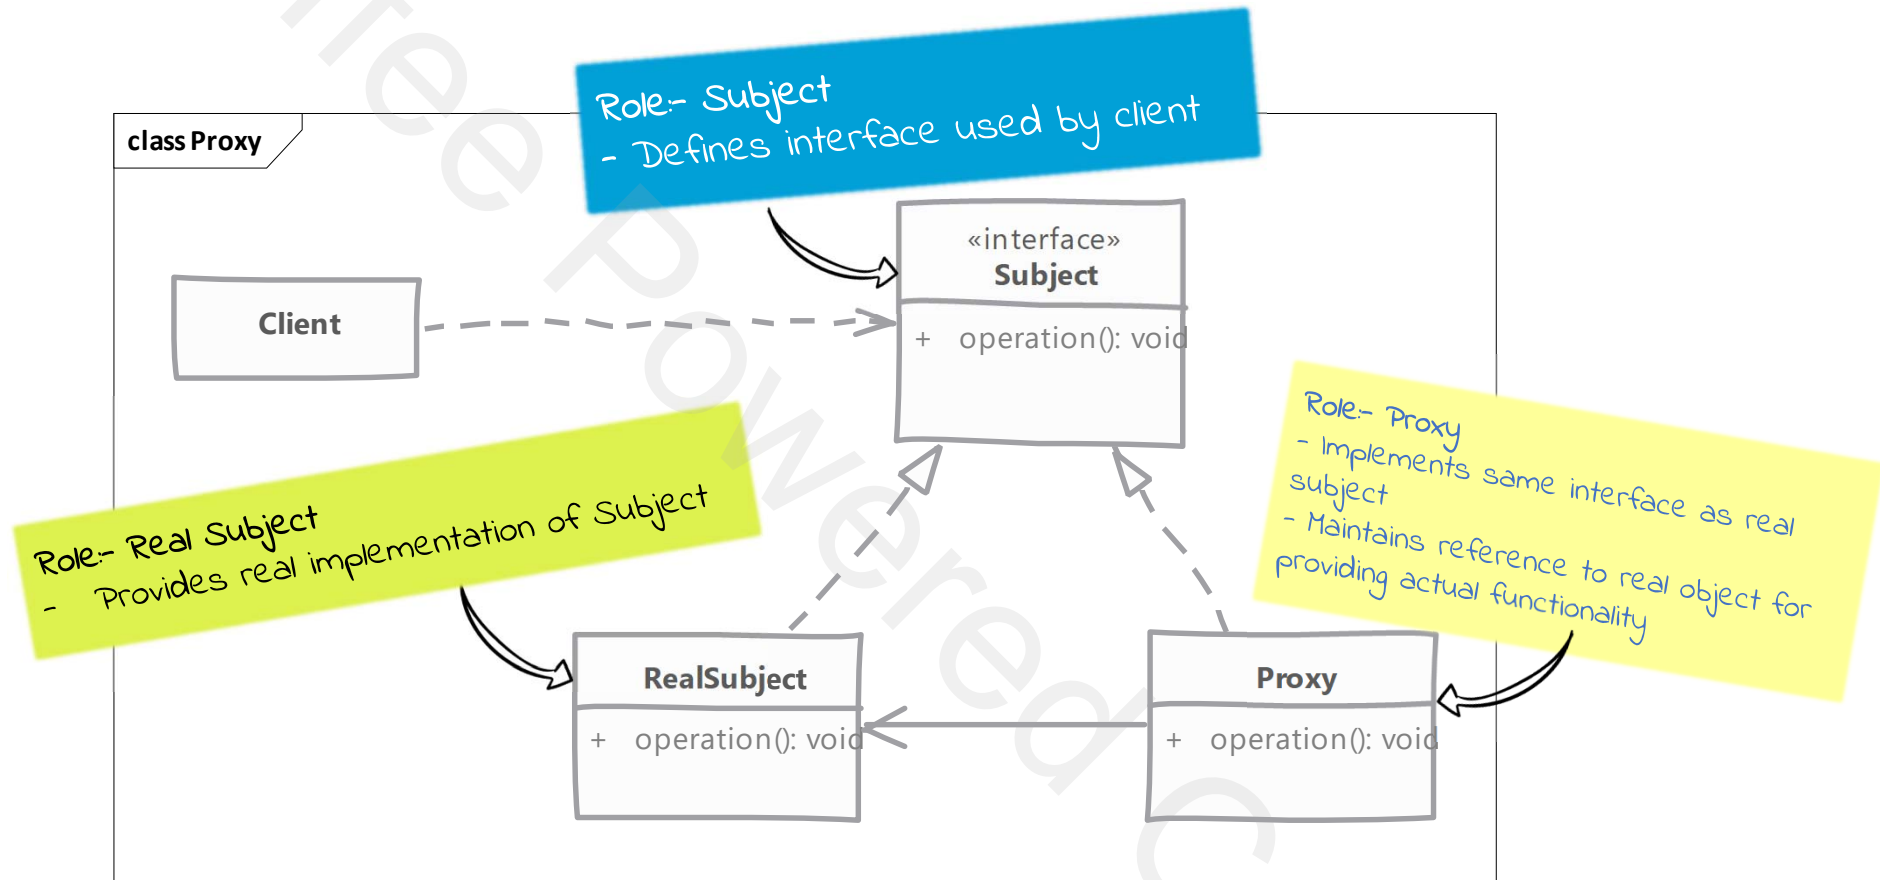 class Proxy
Role:- Subject
- Defines interface used by client
«interface»
Subject
+ operation(): void
Client
Role:- Proxy
- Implements same interface as real
subject
- Maintains reference to real object for
providing actual functionality
Role:- Real Subject
- Provides real implementation of Subject
RealSubject
+ operation(): void
Proxy
+ operation(): void
Powered